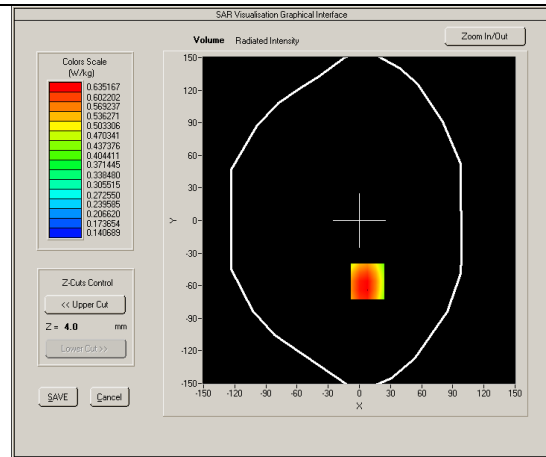 SAR Visualisation Graphical Interface
Volume Radiated Intensity
Zoom In/Out
Colors Scale
(W/kg)
0.635167
0.602202
0.569237
0.536271
0.503306
0.470341
0.437376
0.404411
0.371445
0.338480
0.305515
0.272550
0.239585
0.206620
0.173654
0.140689
Z-Cuts Control
<< Upper Cut
Z = 4.0 mm
Lower Cut >>
SAVE Cancel
150
120
90
60
30
0
-30
-60
-90
-120
-150
Y
-150 -120 -90 -60 -30 0 30 60 90 120 150
X